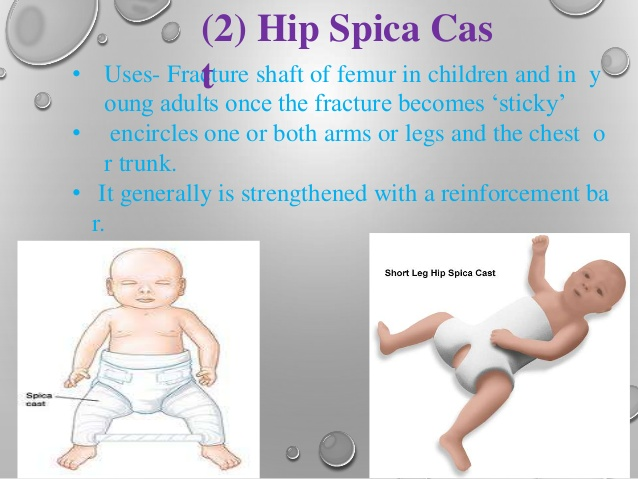 (2) Hip Spica Cas
t
• Uses- Fracture shaft of femur in children and in y
oung adults once the fracture becomes ‘sticky’
• encircles one or both arms or legs and the chest o
r trunk.
• It generally is strengthened with a reinforcement ba
r.
Short Leg Hip Spica Cast
Spica
cast